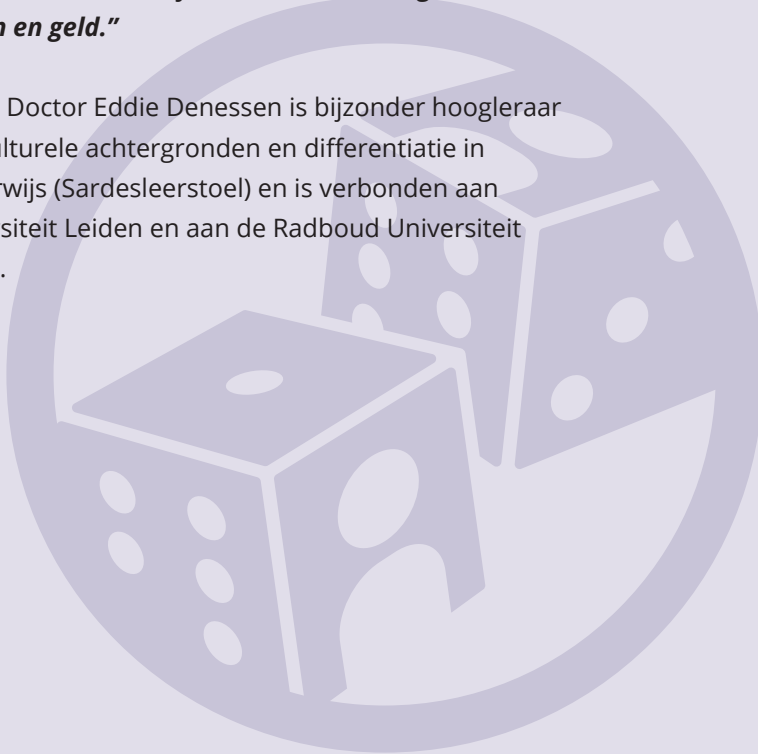 n en geld.”
Doctor Eddie Denessen is bijzonder hoogleraar
ulturele achtergronden en differentiatie in
rwijs (Sardesleerstoel) en is verbonden aan
siteit Leiden en aan de Radboud Universiteit
.